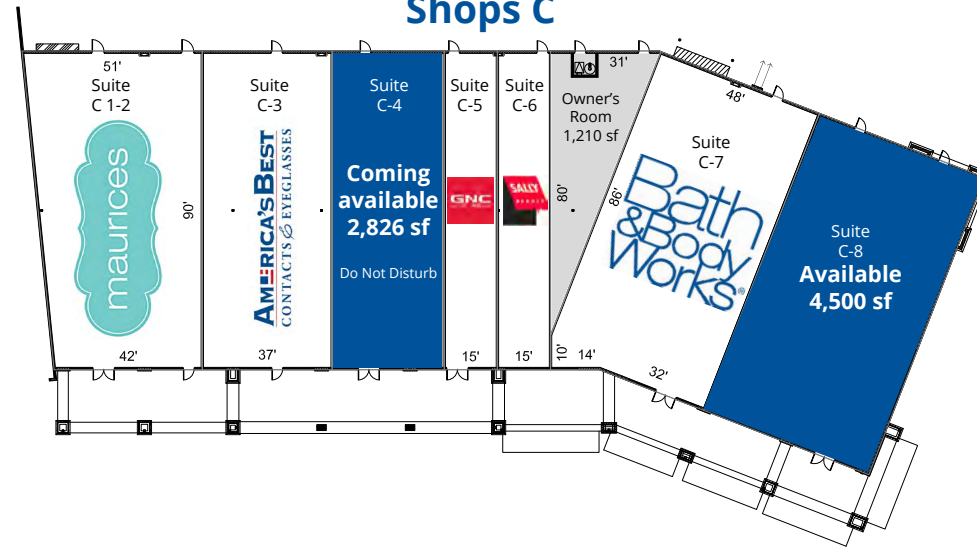 Shops C
51'
Suite
C 1-2
maurices
90'
42'
Suite
C-3
AMERICA'S BEST
CONTACTS & EYEGLASSES
37'
Suite
C-4
Coming
available
2,826 sf
Do Not Disturb
Suite
C-5
GNC
15'
Suite
C-6
SALLY
15'
31'
Owner's
Room
1,210 sf
80'
10'
14'
48'
Suite
C-7
86'
Bath
& Body
Works®
32'
Suite
C-8
Available
4,500 sf